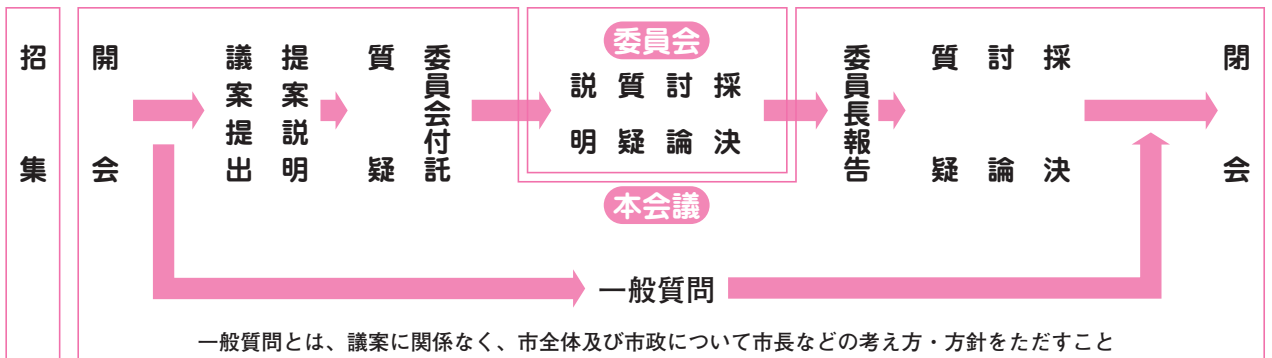 招集
開会
議案提出
提案説明
質疑
委員会付託
委員会
説明
質疑
討論
採決
委員長報告
質疑
討論
採決
閉会
本会議
一般質問
一般質問とは、議案に関係なく、市全体及び市政について市長などの考え方・方針をただすこと